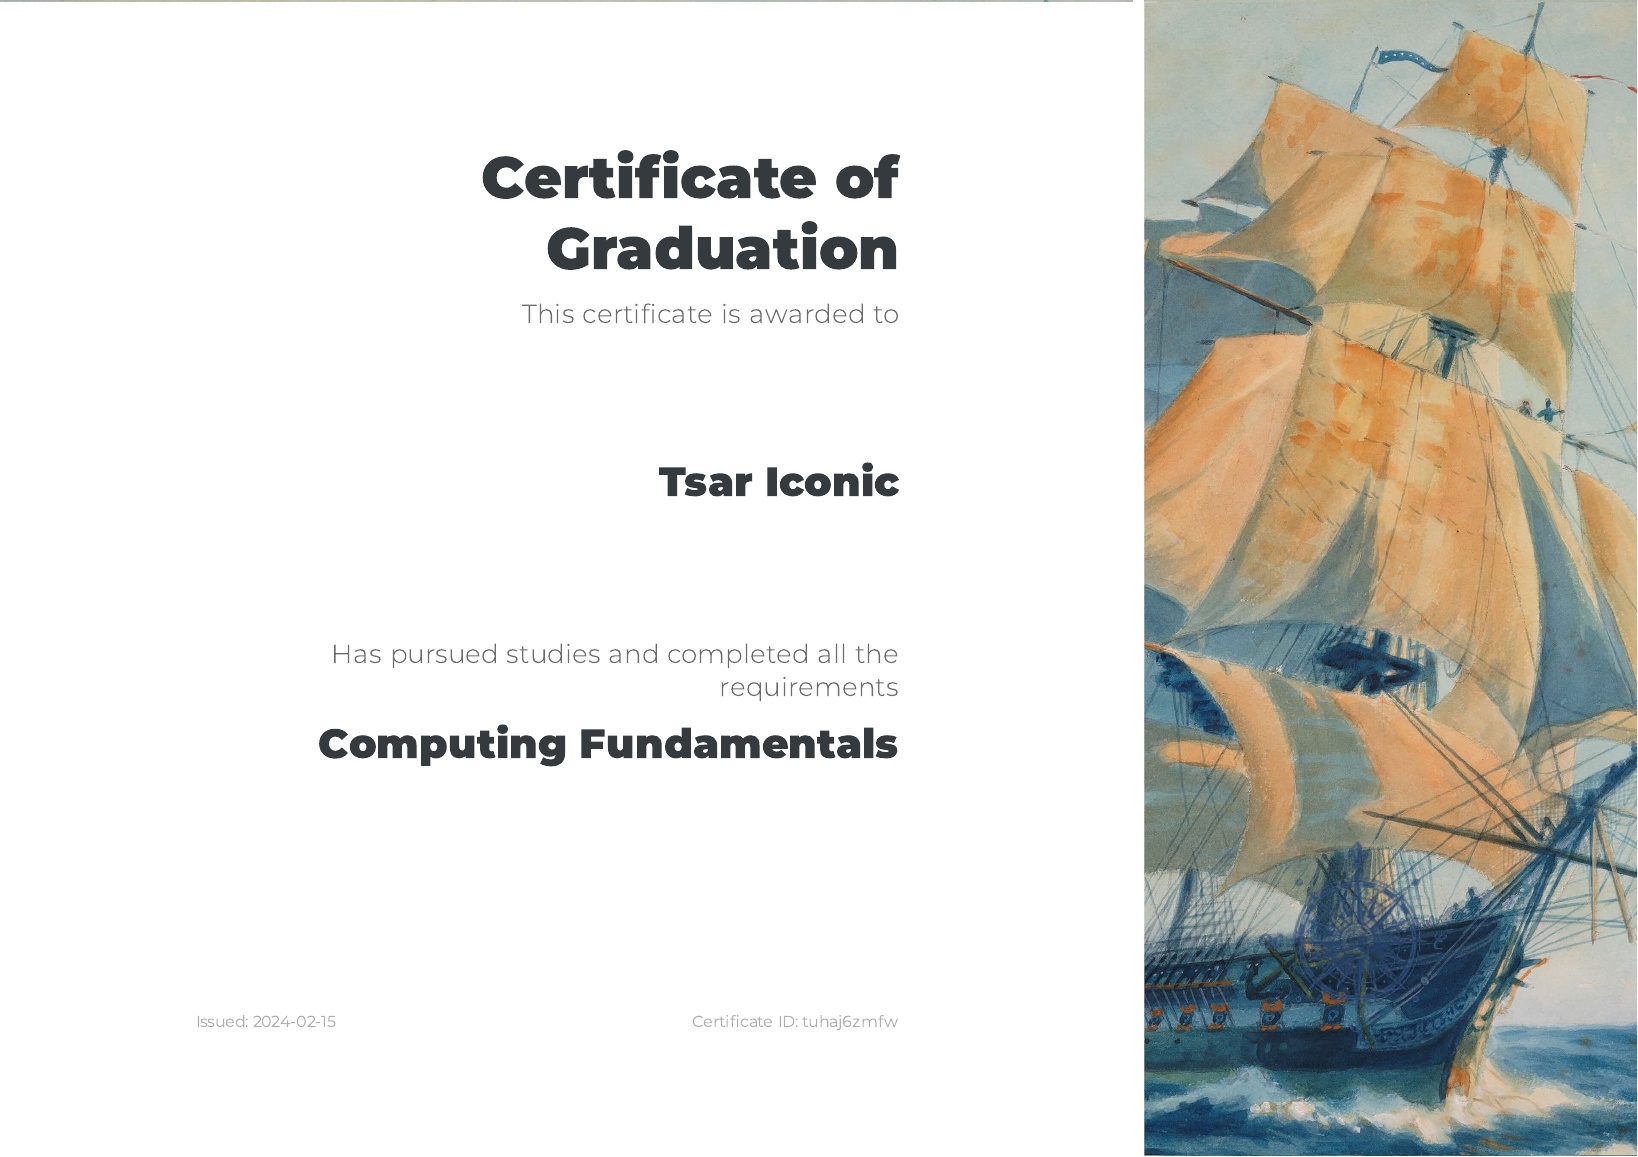 Certificate of
Graduation
This certificate is awarded to
Tsar Iconic
Has pursued studies and completed all the
requirements
Computing Fundamentals
Issued: 2024-02-15
Certificate ID: tuhaj6zmfw